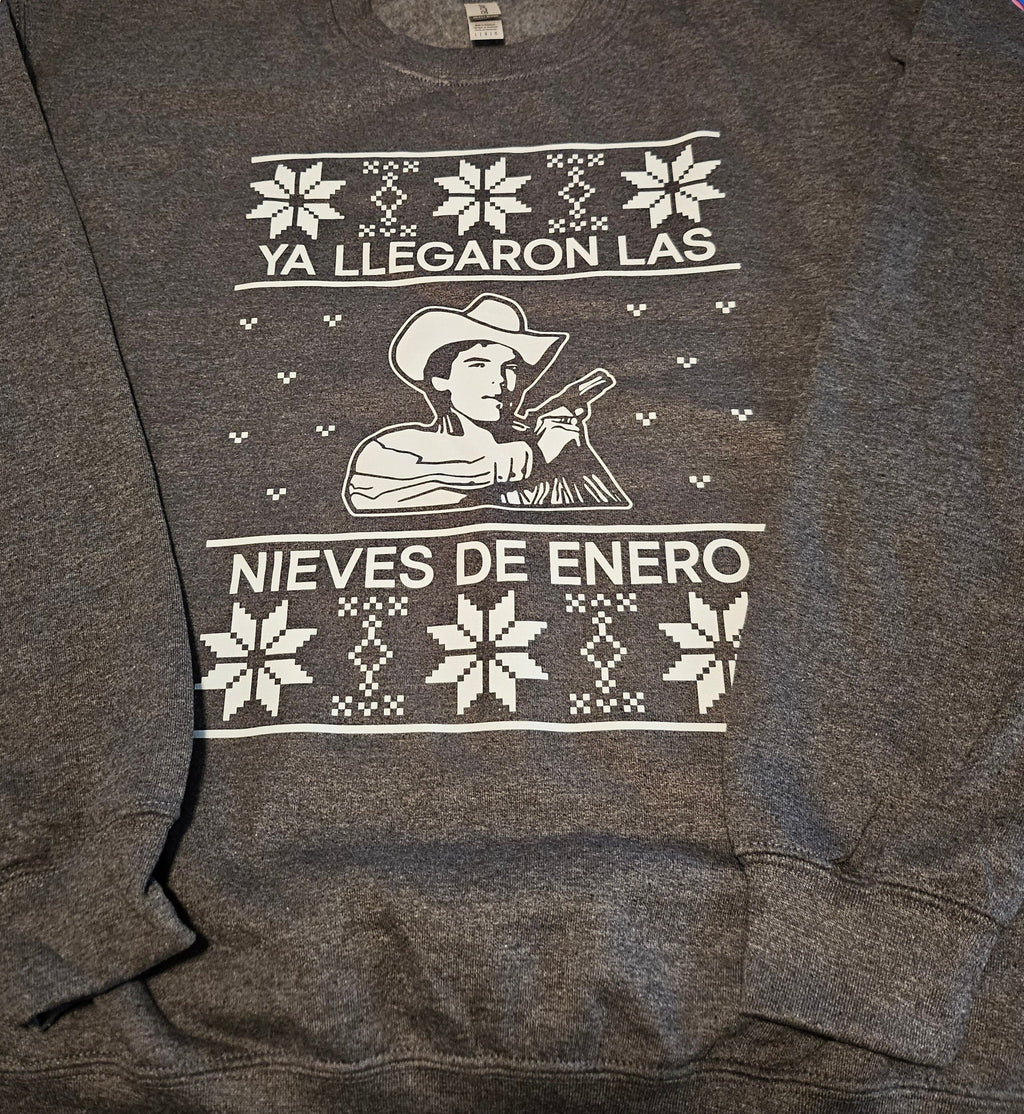 YA LLEGARON LAS
NIEVES DE ENERO